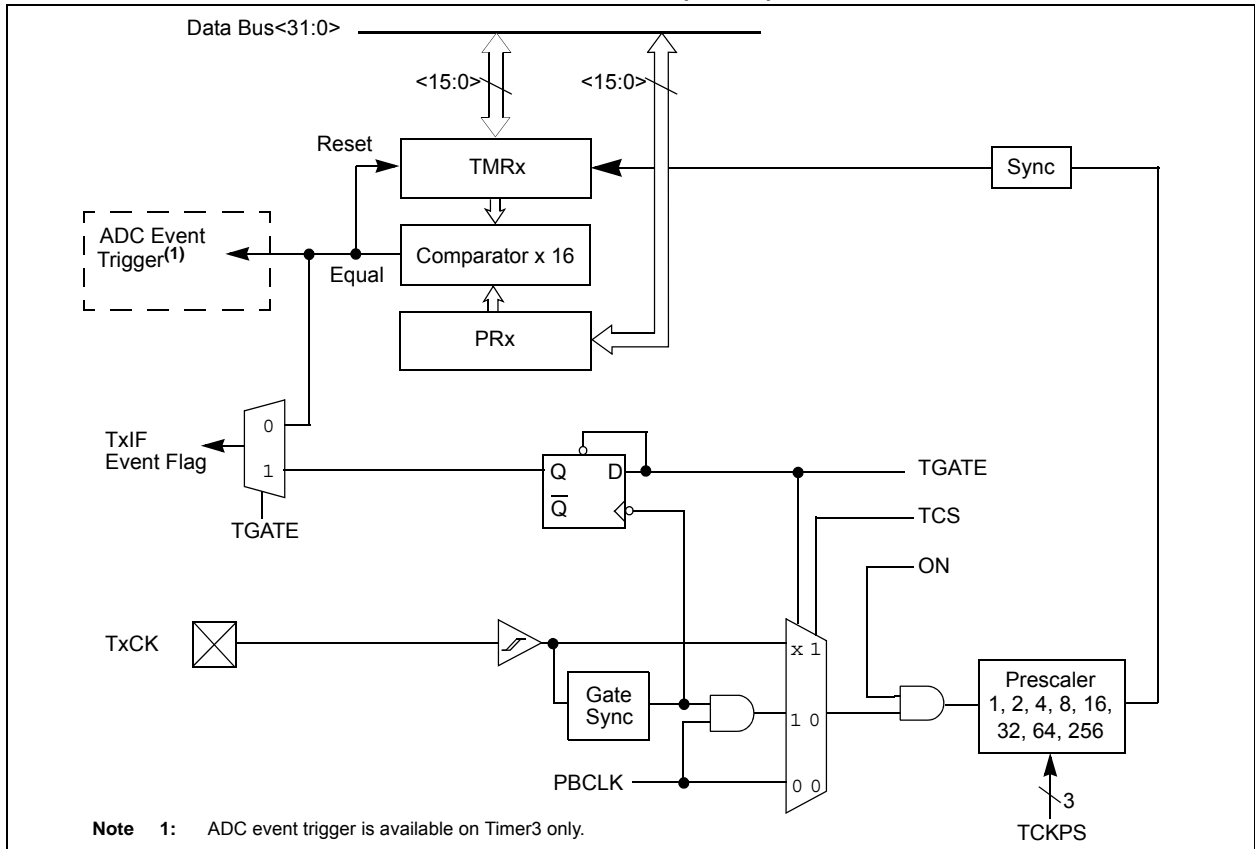 Data Bus<31:0>
<15:0>
<15:0>
Reset
TMRx
Sync
ADC Event
Trigger(1)
Equal
Comparator x 16
PRx
TxIF
Event Flag
0
1
TGATE
Q
D
Q
TGATE
TCS
ON
TxCK
x 1
Gate
Sync
1 0
Prescaler
1, 2, 4, 8, 16,
32, 64, 256
PBCLK
0 0
3
TCKPS
Note 1: ADC event trigger is available on Timer3 only.